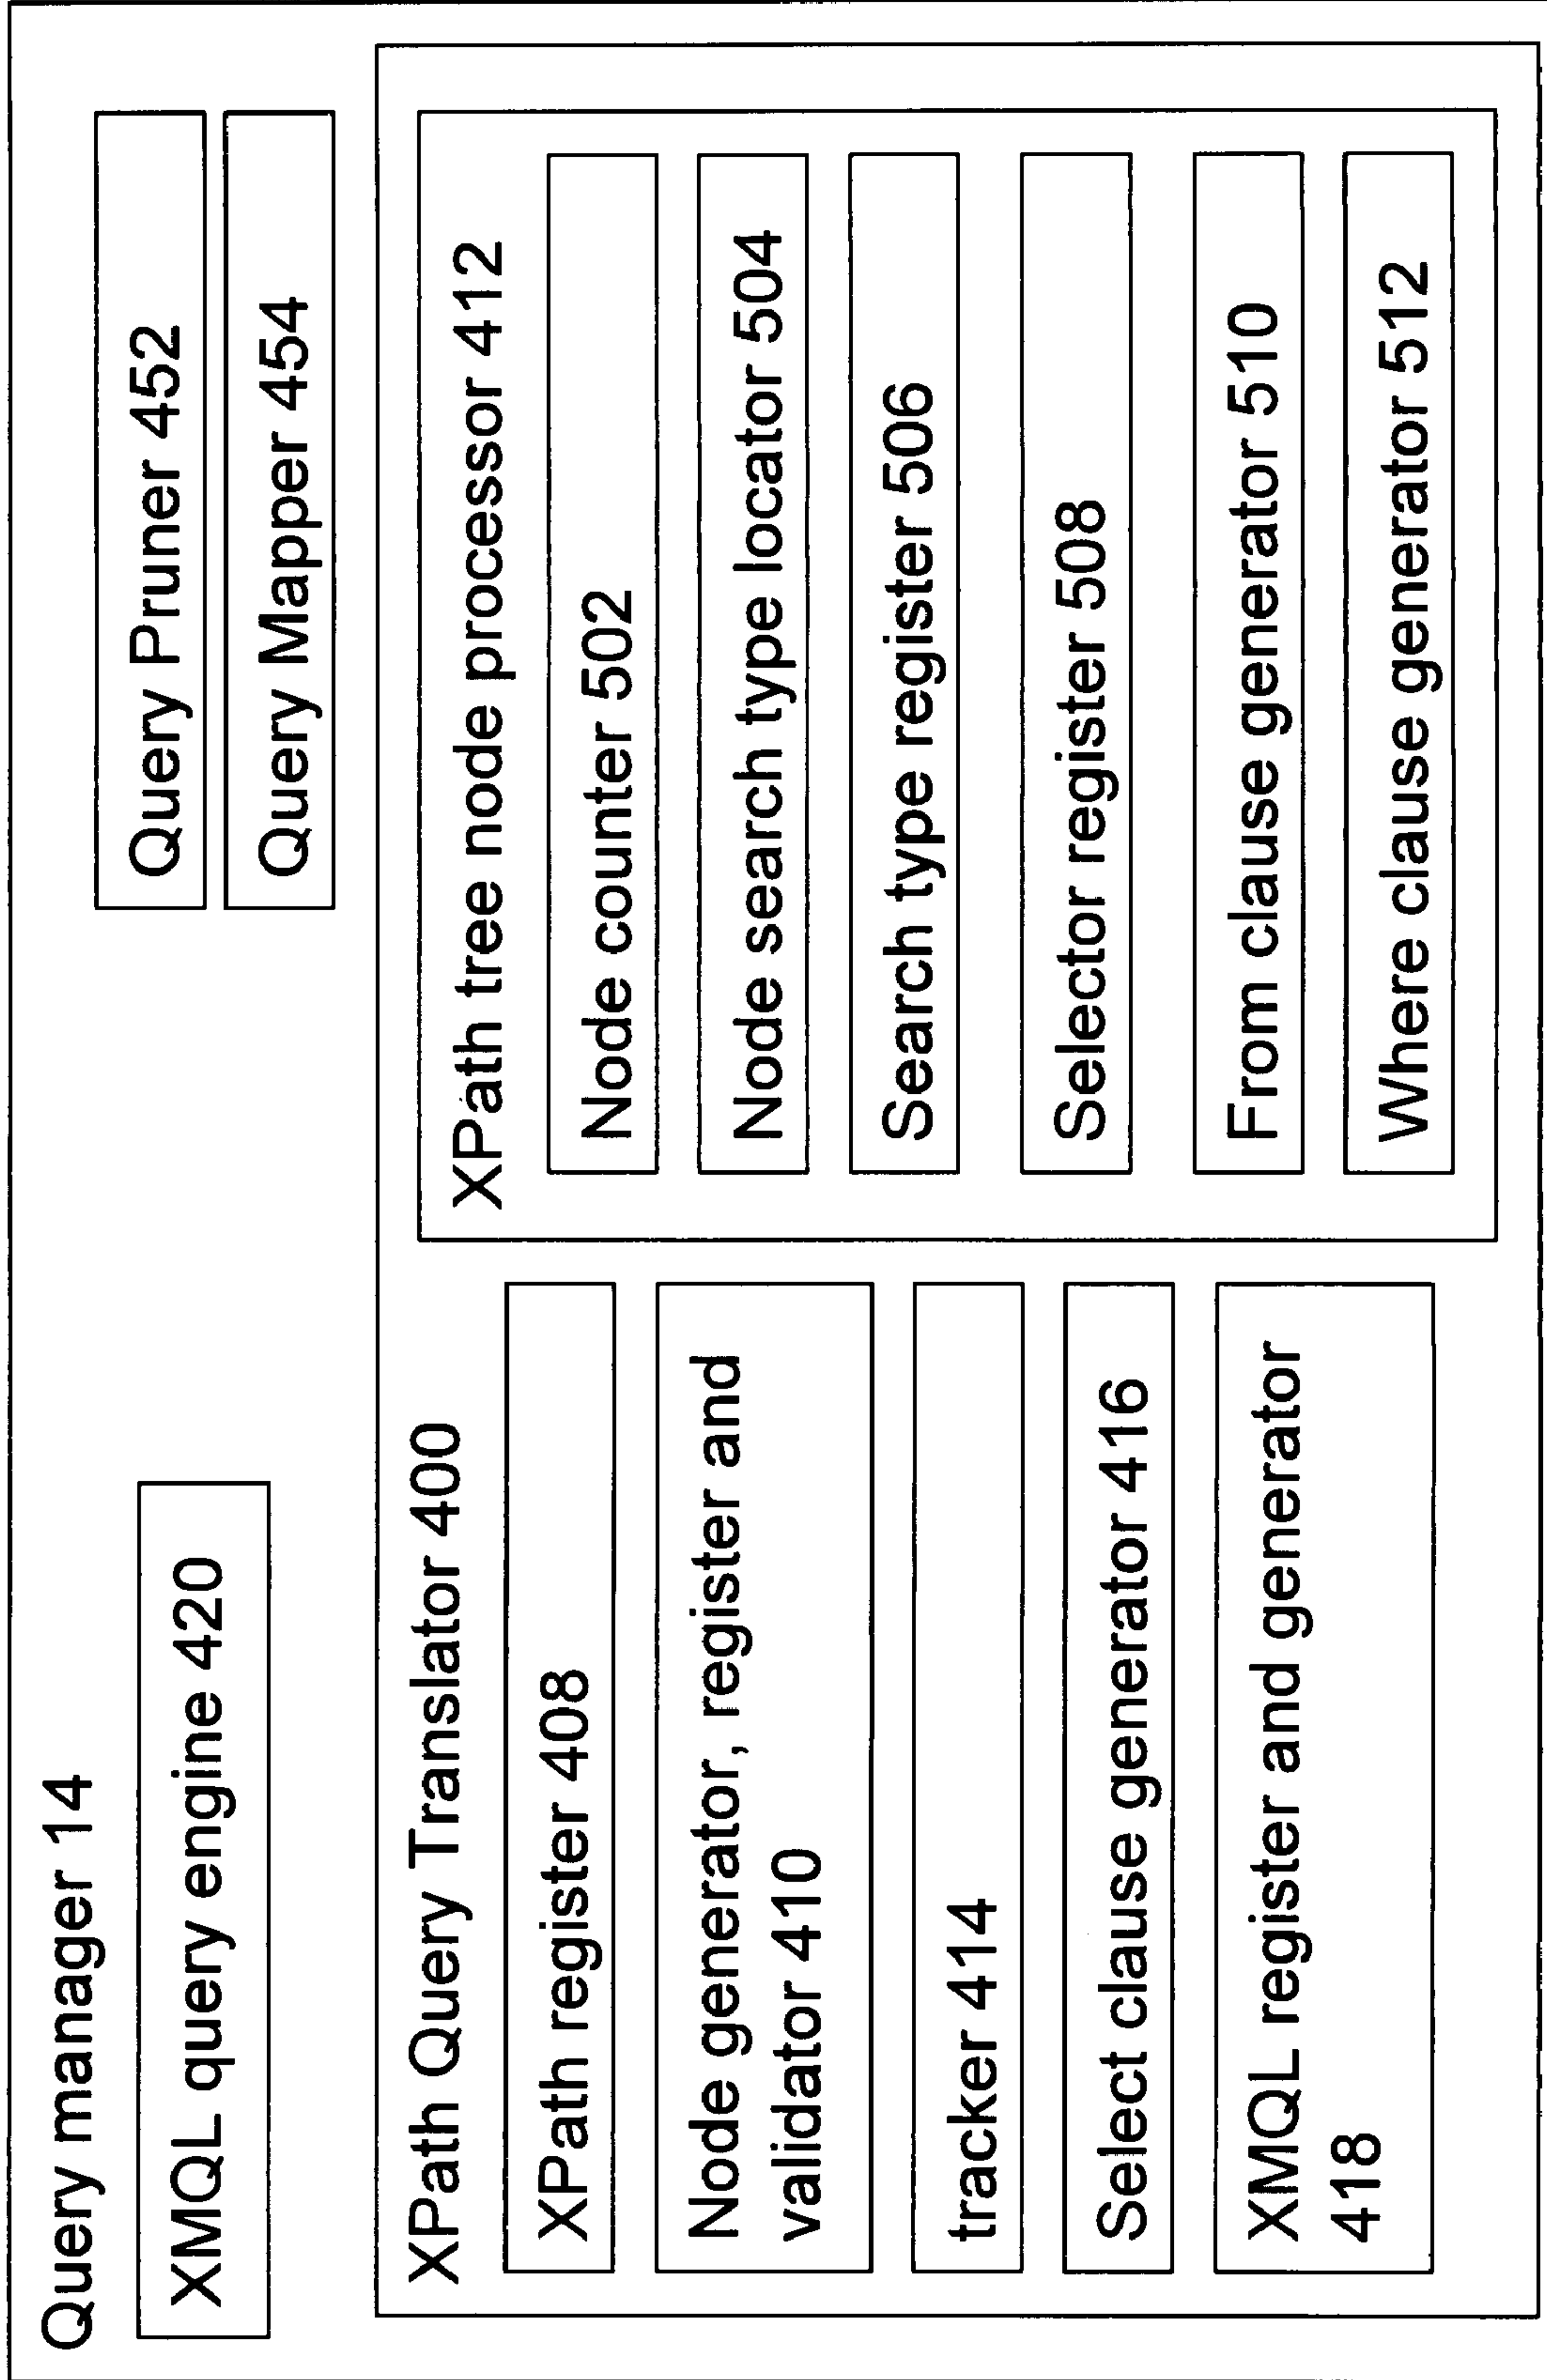 Query manager 14
XMQL query engine 420
Query Pruner 452
Query Mapper 454
XPath Query Translator 400
XPath register 408
Node generator, register and
validator 410
tracker 414
Select clause generator 416
XMQL register and generator
418
XPath tree node processor 412
Node counter 502
Node search type locator 504
Search type register 506
Selector register 508
From clause generator 510
Where clause generator 512